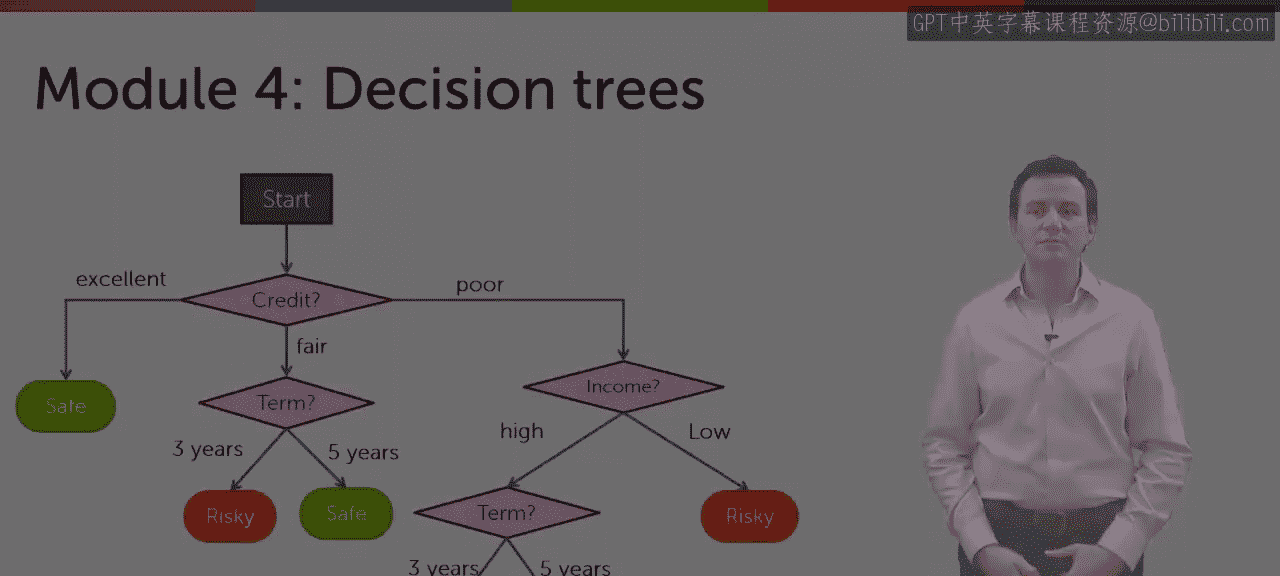 GPT中英字幕课程资源@bilibili.com
Module 4: Decision trees
Start
excellent
Credit?
poor
fair
Safe
Term?
Income?
3 years
5 years
high
Low
Risky
Safe
Term?
Risky
3 years
5 years